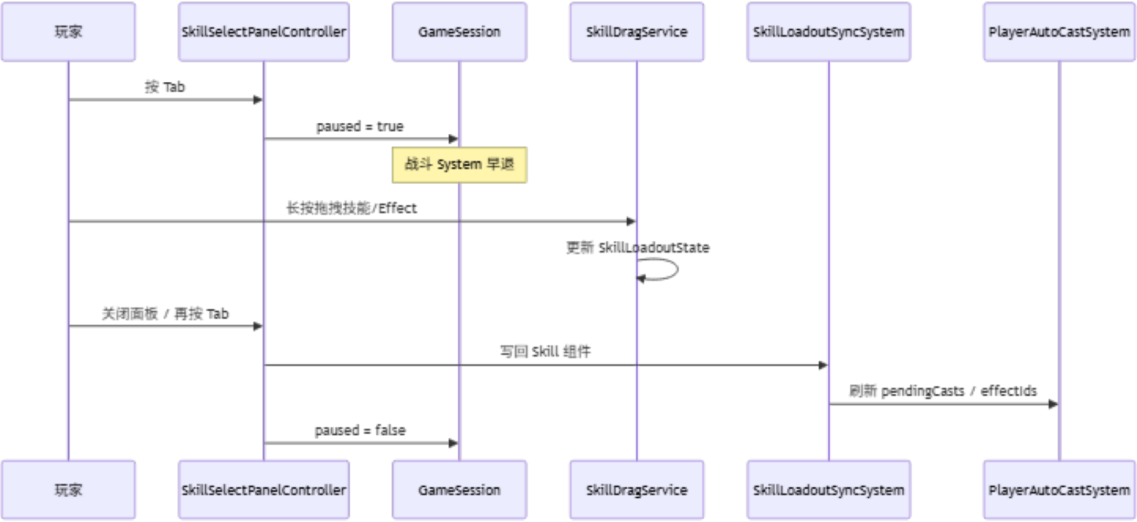 玩家
SkillSelectPanelController
GameSession
SkillDragService
SkillLoadoutSyncSystem
PlayerAutoCastSystem
按 Tab
paused = true
战斗 System 早退
长按拖拽技能/Effect
更新 SkillLoadoutState
关闭面板 / 再按 Tab
写回 Skill 组件
刷新 pendingCasts / effectIds
paused = false
玩家
SkillSelectPanelController
GameSession
SkillDragService
SkillLoadoutSyncSystem
PlayerAutoCastSystem